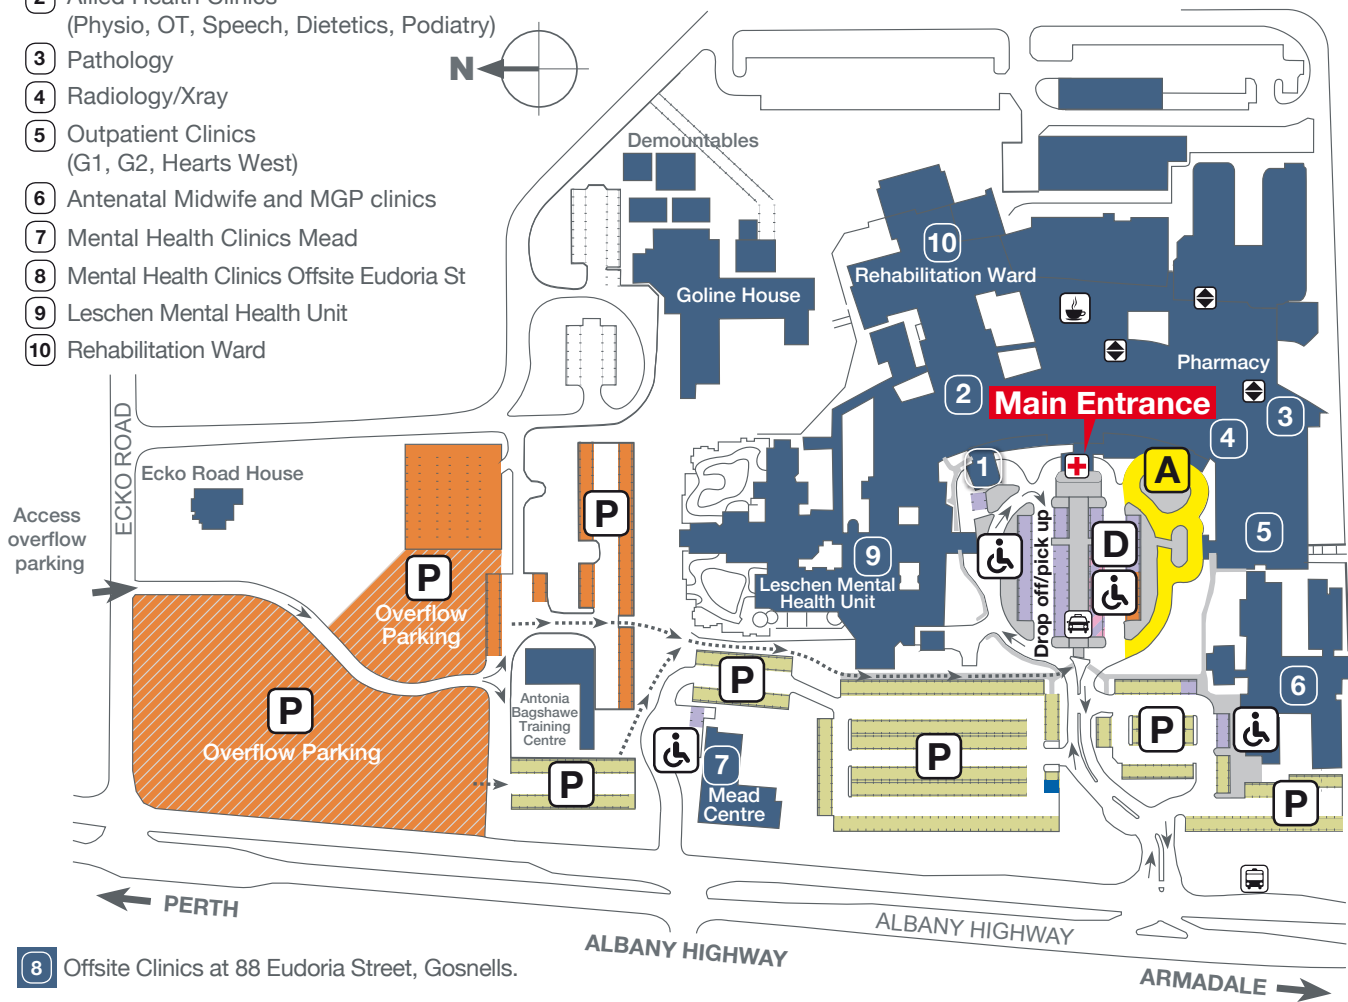 2 Allied Health Clinics
(Physio, OT, Speech, Dietetics, Podiatry)
3 Pathology
4 Radiology/Xray
5 Outpatient Clinics
(G1, G2, Hearts West)
6 Antenatal Midwife and MGP clinics
7 Mental Health Clinics Mead
8 Mental Health Clinics Offsite Eudoria St
9 Leschen Mental Health Unit
10 Rehabilitation Ward
N
Demountables
Goline House
10
Rehabilitation Ward
Pharmacy
2
Main Entrance
3
4
1
A
5
D
Drop off/pick up
9
Leschen Mental
Health Unit
6
ECKO ROAD
Ecko Road House
Access
overflow
parking
P
P
Overflow
Parking
P
Overflow Parking
Antonia
Bagshawe
Training
Centre
P
P
7
Mead
Centre
P
P
P
PERTH
ALBANY HIGHWAY
ALBANY HIGHWAY
ARMADALE
8 Offsite Clinics at 88 Eudoria Street, Gosnells.